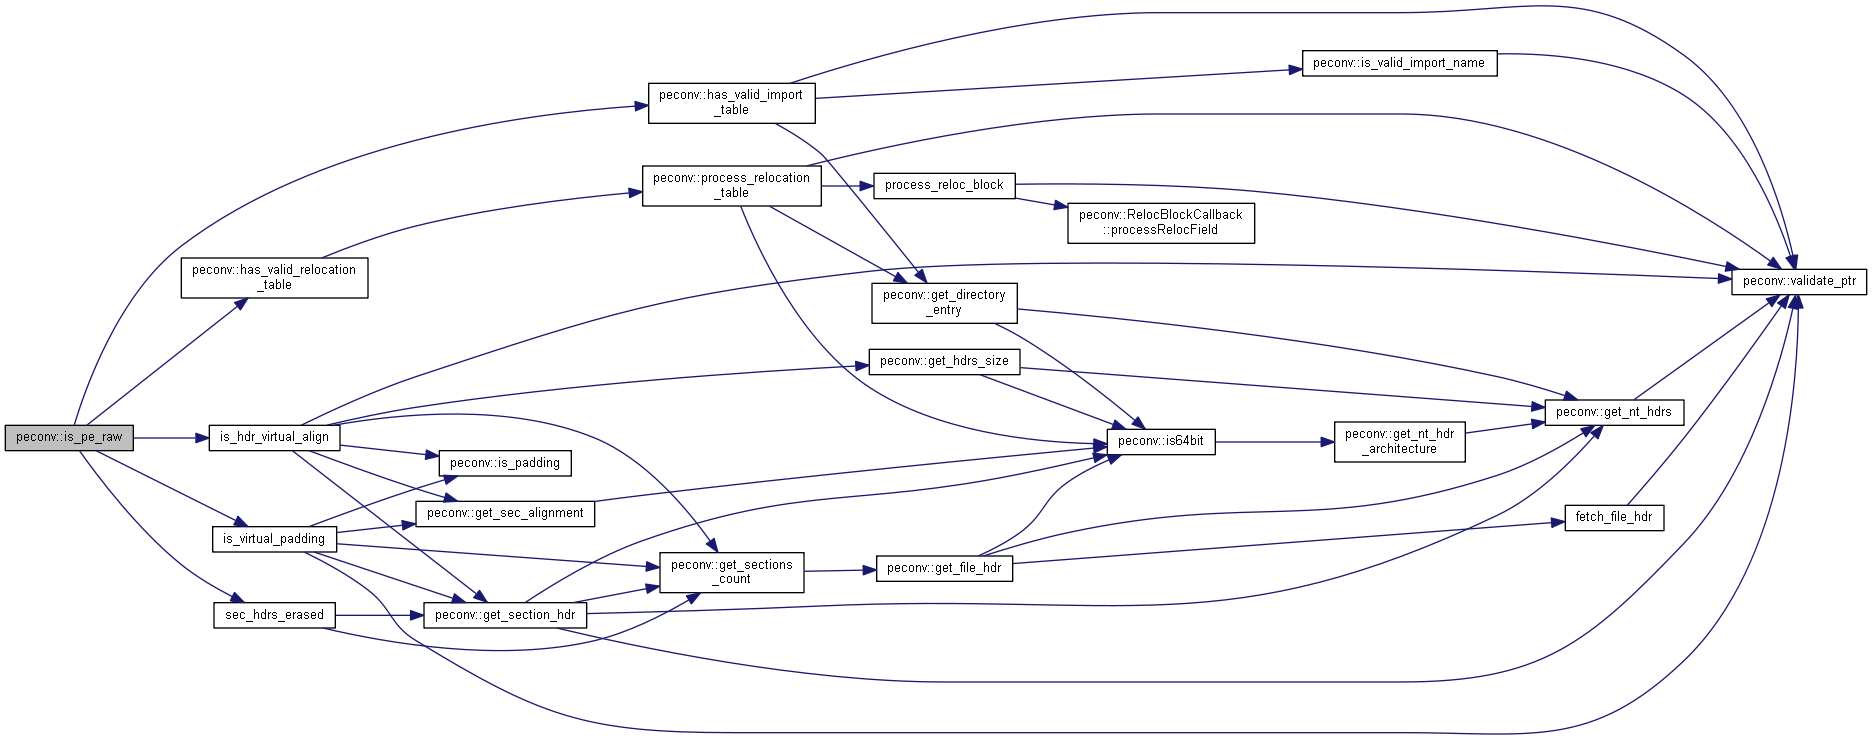 peconv::is_pe_raw
peconv::has_valid_relocation
_table
is_hdr_virtual_align
is_virtual_padding
sec_hdrs_erased
peconv::is_padding
peconv::get_sec_alignment
peconv::get_section_hdr
peconv::has_valid_import
_table
peconv::process_relocation
_table
peconv::get_sections
_count
process_reloc_block
peconv::get_directory
_entry
peconv::get_hdrs_size
peconv::get_file_hdr
peconv::RelocBlockCallback
::processRelocField
peconv::is64bit
peconv::is_valid_import_name
peconv::get_nt_hdr
_architecture
peconv::get_nt_hdrs
fetch_file_hdr
peconv::validate_ptr